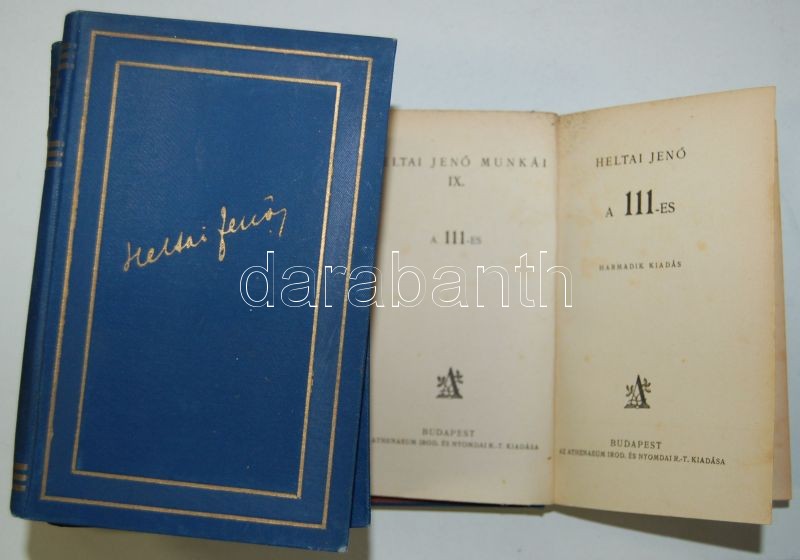 Heltai Jenő
ELTAI JENŐ MUNKÁI
IX.
A 111-ES
BUDAPEST
ATHENAEUM IROD. ÉS NYOMDAI R.-T. KIADÁSA
HELTAI JENŐ
A 111-ES
HARMADIK KIADÁS
A
BUDAPEST
AZ ATHENAEUM IROD. ÉS NYOMDAI R.-T. KIADÁSA
darabanth